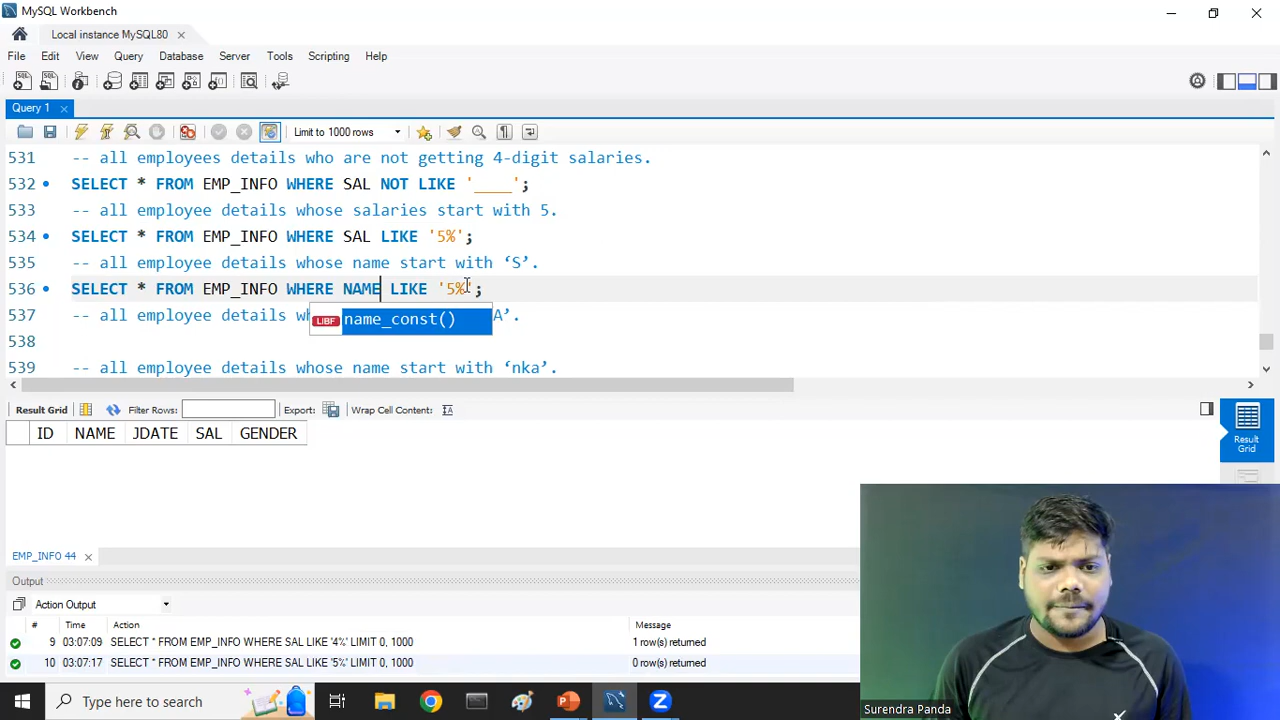 MySQL Workbench
Local instance MySQL80
File Edit View Query Database Server Tools Scripting Help
Query 1
Limit to 1000 rows
531 -- all employees details who are not getting 4-digit salaries.
532 SELECT * FROM EMP_INFO WHERE SAL NOT LIKE '____';
533 -- all employee details whose salaries start with 5.
534 SELECT * FROM EMP_INFO WHERE SAL LIKE '5%';
535 -- all employee details whose name start with ‘S’.
536 SELECT * FROM EMP_INFO WHERE NAME LIKE '5%';
LIBF name_const()
537 -- all employee details wh A’.
538
539 -- all employee details whose name start with ‘nka’.
Result Grid Filter Rows: Export: Wrap Cell Content:
ID NAME JDATE SAL GENDER
Result Grid
EMP_INFO 44
Output
Action Output
# Time Action Message
9 03:07:09 SELECT * FROM EMP_INFO WHERE SAL LIKE '4%' LIMIT 0, 1000 1 row(s) returned
10 03:07:17 SELECT * FROM EMP_INFO WHERE SAL LIKE '5%' LIMIT 0, 1000 0 row(s) returned
Type here to search
Surendra Panda